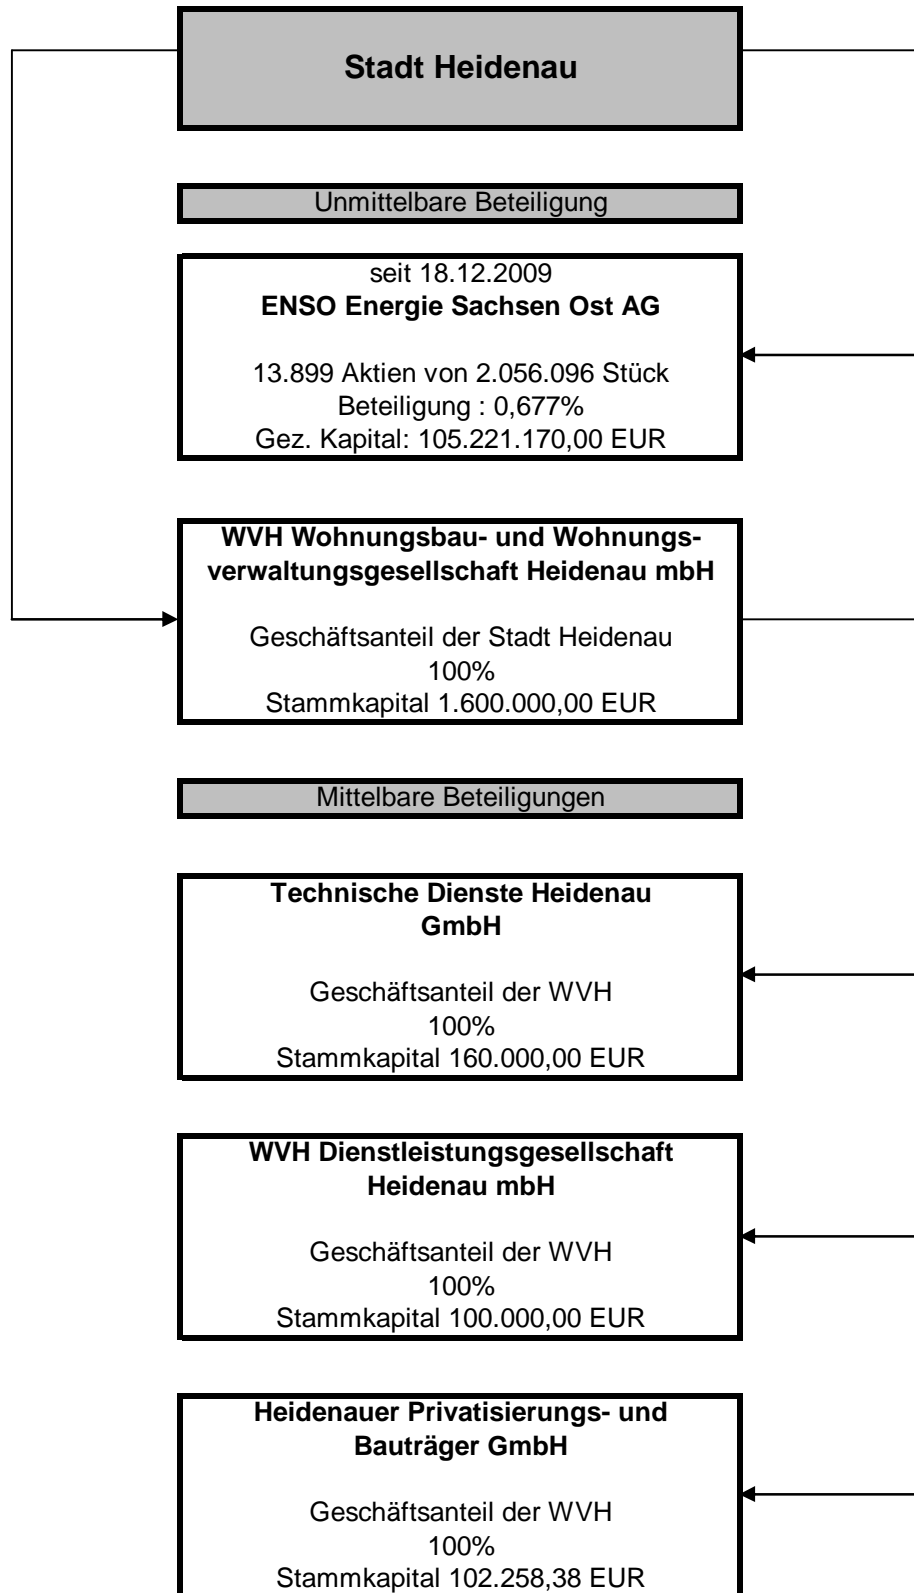 Stadt Heidenau
Unmittelbare Beteiligung
seit 18.12.2009
ENSO Energie Sachsen Ost AG
13.899 Aktien von 2.056.096 Stück
Beteiligung : 0,677%
Gez. Kapital: 105.221.170,00 EUR
WVH Wohnungsbau- und Wohnungs-
verwaltungsgesellschaft Heidenau mbH
Geschäftsanteil der Stadt Heidenau
100%
Stammkapital 1.600.000,00 EUR
Mittelbare Beteiligungen
Technische Dienste Heidenau
GmbH
Geschäftsanteil der WVH
100%
Stammkapital 160.000,00 EUR
WVH Dienstleistungsgesellschaft
Heidenau mbH
Geschäftsanteil der WVH
100%
Stammkapital 100.000,00 EUR
Heidenauer Privatisierungs- und
Bauträger GmbH
Geschäftsanteil der WVH
100%
Stammkapital 102.258,38 EUR